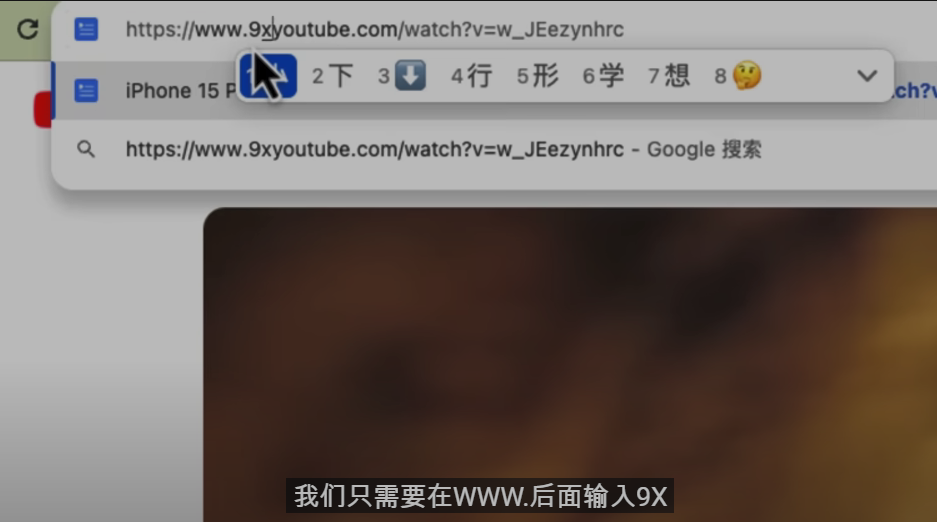 https://www.9xyoutube.com/watch?v=w_JEezynhrc
2下 3⬇️ 4行 5形 6学 7想 8🤔
iPhone 15 P
ch?v
https://www.9xyoutube.com/watch?v=w_JEezynhrc - Google 搜索
我们只需要在WWW.后面输入9X